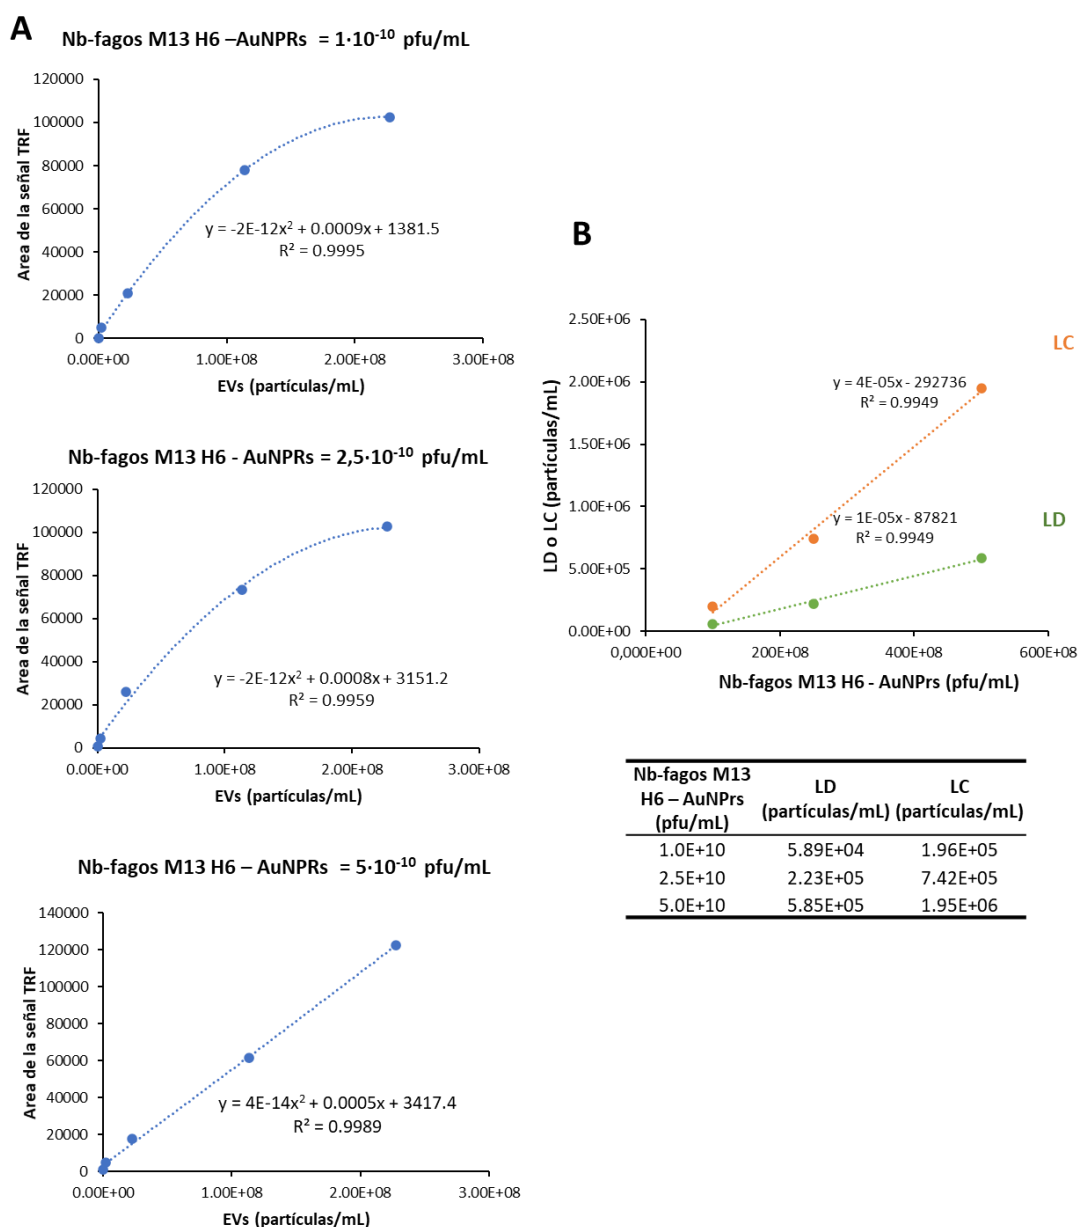 A
Nb-fagos M13 H6 –AuNPRs = 1·10⁻¹⁰ pfu/mL
120000
100000
80000
60000
40000
20000
0
Area de la señal TRF
y = -2E-12x² + 0.0009x + 1381.5
R² = 0.9995
0.00E+00 1.00E+08 2.00E+08 3.00E+08
EVs (partículas/mL)
Nb-fagos M13 H6 - AuNPRs = 2,5·10⁻¹⁰ pfu/mL
120000
100000
80000
60000
40000
20000
0
Area de la señal TRF
y = -2E-12x² + 0.0008x + 3151.2
R² = 0.9959
0.00E+00 1.00E+08 2.00E+08 3.00E+08
EVs (partículas/mL)
Nb-fagos M13 H6 – AuNPRs = 5·10⁻¹⁰ pfu/mL
140000
120000
100000
80000
60000
40000
20000
0
Area de la señal TRF
y = 4E-14x² + 0.0005x + 3417.4
R² = 0.9989
0.00E+00 1.00E+08 2.00E+08 3.00E+08
EVs (partículas/mL)
B
2.50E+06
2.00E+06
1.50E+06
1.00E+06
5.00E+05
0.00E+00
LD o LC (partículas/mL)
LC
y = 4E-05x - 292736
R² = 0.9949
y = 1E-05x - 87821
R² = 0.9949
LD
0,000E+00 200E+08 400E+08 600E+08
Nb-fagos M13 H6 - AuNPrs (pfu/mL)
Nb-fagos M13
H6 – AuNPrs
(pfu/mL)
LD
(partículas/mL)
LC
(partículas/mL)
1.0E+10 5.89E+04 1.96E+05
2.5E+10 2.23E+05 7.42E+05
5.0E+10 5.85E+05 1.95E+06